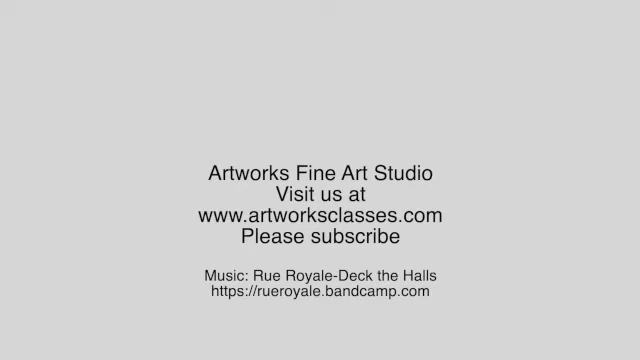 Artworks Fine Art Studio
Visit us at
www.artworksclasses.com
Please subscribe
Music: Rue Royale-Deck the Halls
https://rueroyale.bandcamp.com